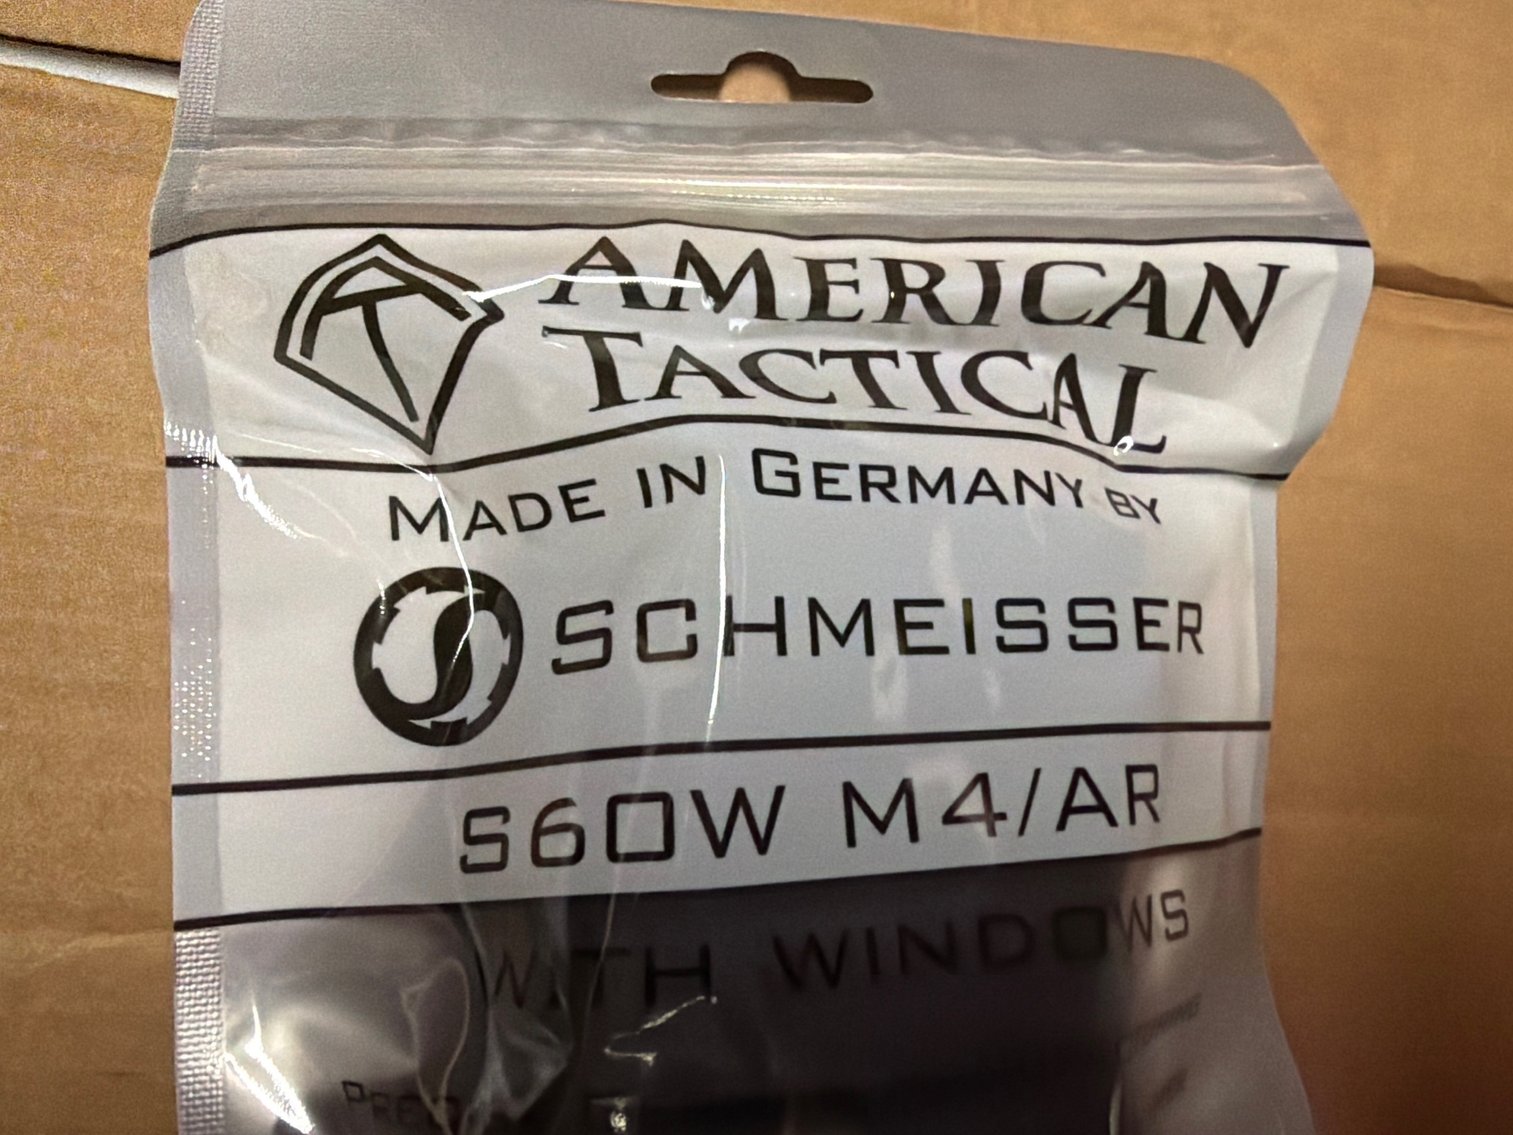 AMERICAN
TACTICAL
MADE IN GERMANY BY
SCHMEISSER
S60W M4/AR
WITH WINDOWS